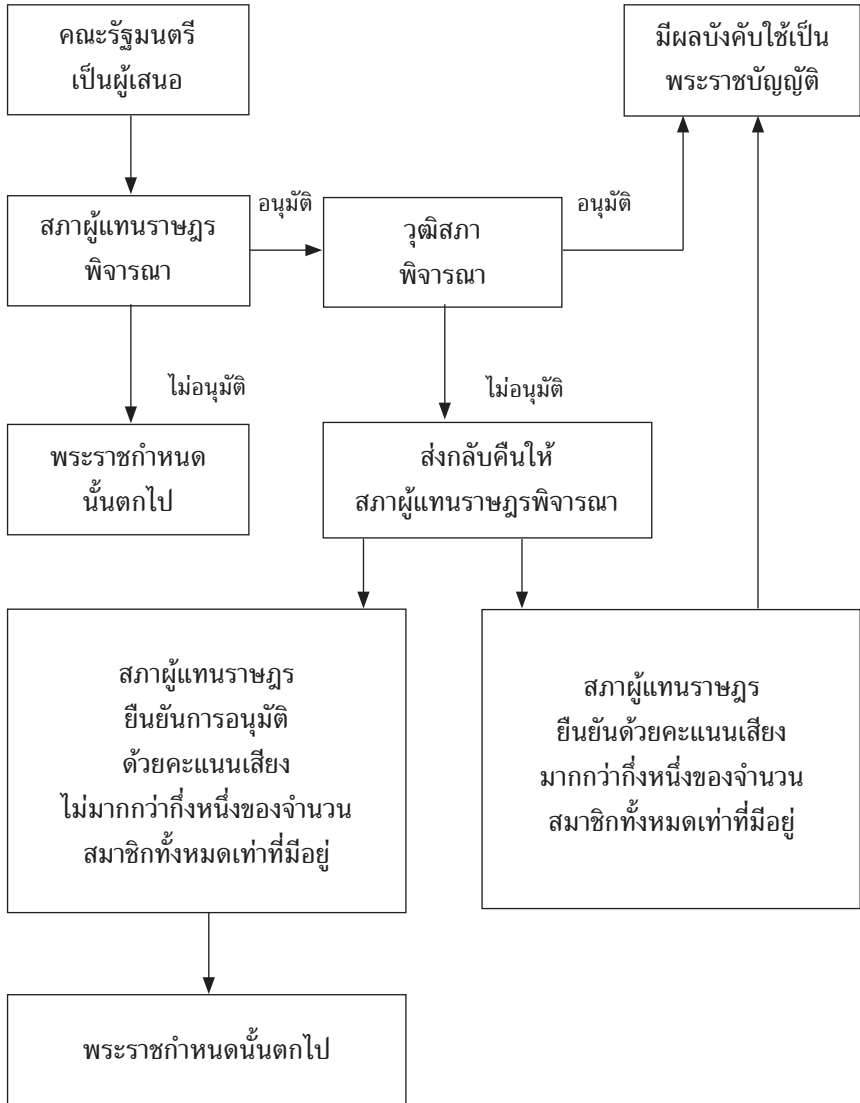 คณะรัฐมนตรี
เป็นผู้เสนอ
มีผลบังคับใช้เป็น
พระราชบัญญัติ
สภาผู้แทนราษฎร
พิจารณา
อนุมัติ
วุฒิสภา
พิจารณา
อนุมัติ
ไม่อนุมัติ
ไม่อนุมัติ
พระราชกำหนด
นั้นตกไป
ส่งกลับคืนให้
สภาผู้แทนราษฎรพิจารณา
สภาผู้แทนราษฎร
ยืนยันการอนุมัติ
ด้วยคะแนนเสียง
ไม่มากกว่ากึ่งหนึ่งของจำนวน
สมาชิกทั้งหมดเท่าที่มีอยู่
สภาผู้แทนราษฎร
ยืนยันด้วยคะแนนเสียง
มากกว่ากึ่งหนึ่งของจำนวน
สมาชิกทั้งหมดเท่าที่มีอยู่
พระราชกำหนดนั้นตกไป